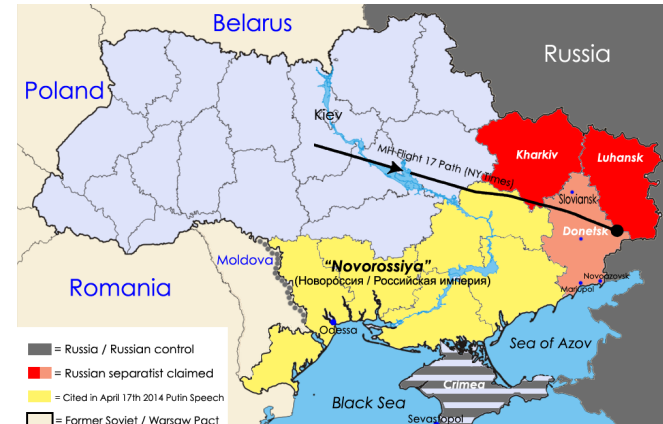 Belarus
Russia
Poland
Kiev
MH Flight 17 Path (NY Times)
Kharkiv
Luhansk
Sloviansk
Donetsk
Moldova
"Novorossiya"
(Новоро́ссия / Российская империя)
Novoazovsk
Mariupol
Romania
Odessa
Sea of Azov
Crimea
Black Sea
Sevastopol
= Russia / Russian control
= Russian separatist claimed
= Cited in April 17th 2014 Putin Speech
= Former Soviet / Warsaw Pact